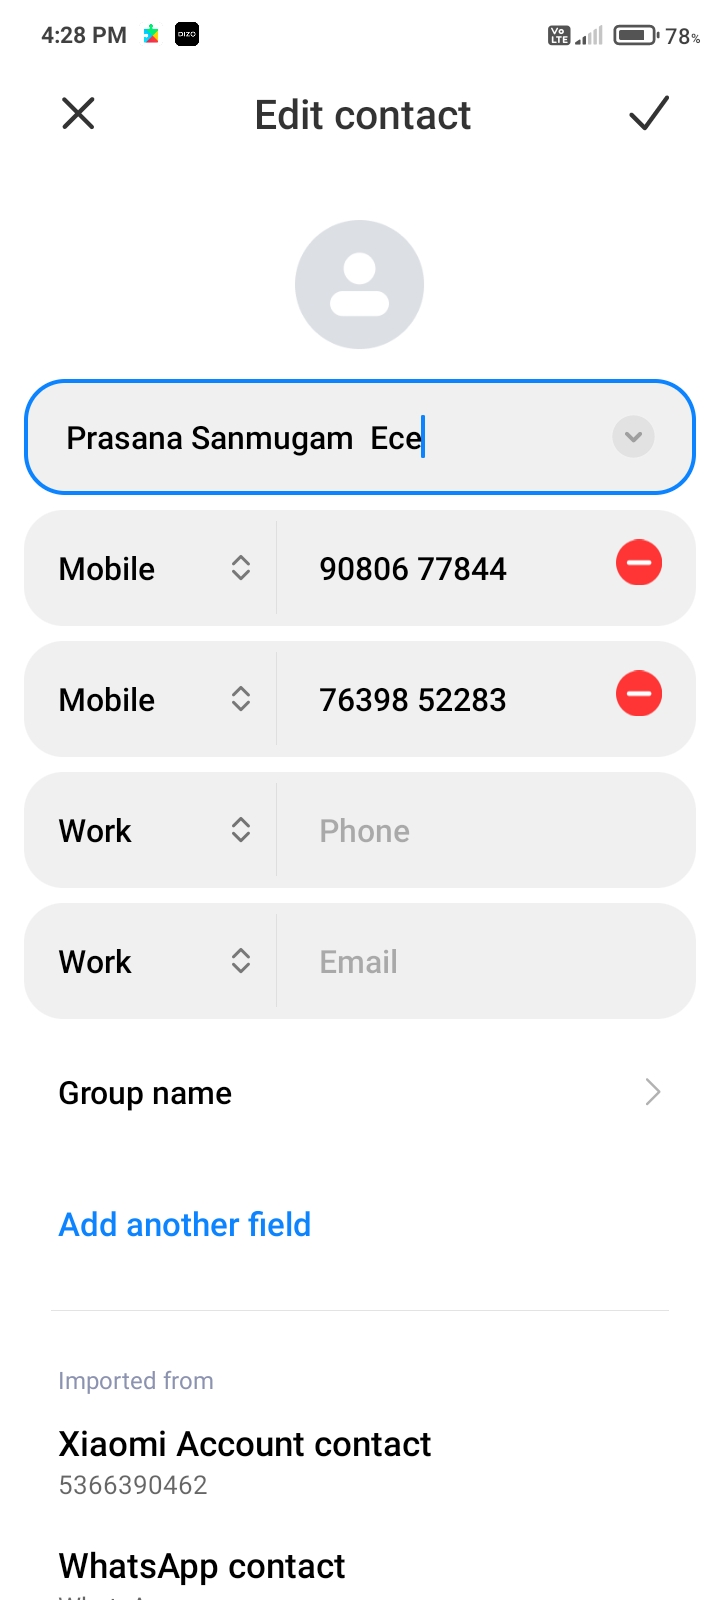 4:28 PM DIZO Vo LTE 78%
Edit contact
Prasana Sanmugam  Ece
Mobile 90806 77844
Mobile 76398 52283
Work Phone
Work Email
Group name
Add another field
Imported from
Xiaomi Account contact
5366390462
WhatsApp contact